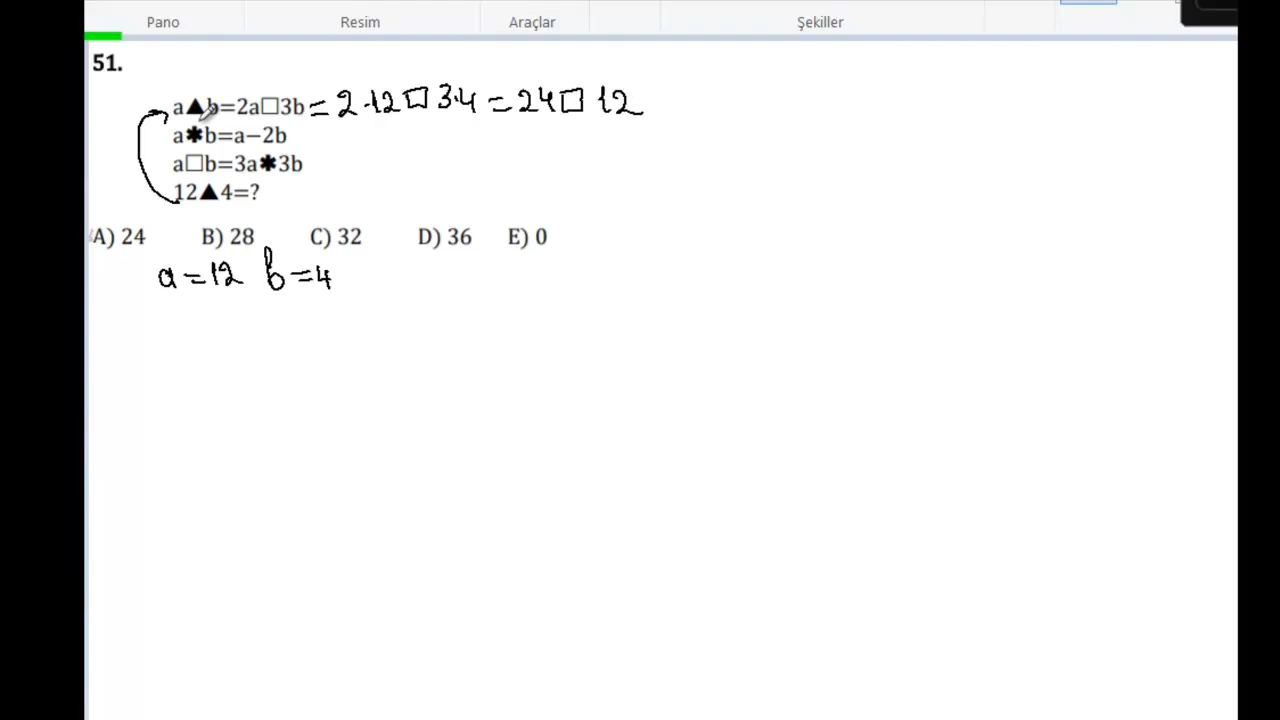 Pano Resim Araçlar Şekiller
51.
a▲b=2a□3b = 2·12□3·4 = 24□12
a✱b=a−2b
a□b=3a✱3b
12▲4=?
A) 24 B) 28 C) 32 D) 36 E) 0
a=12 b=4